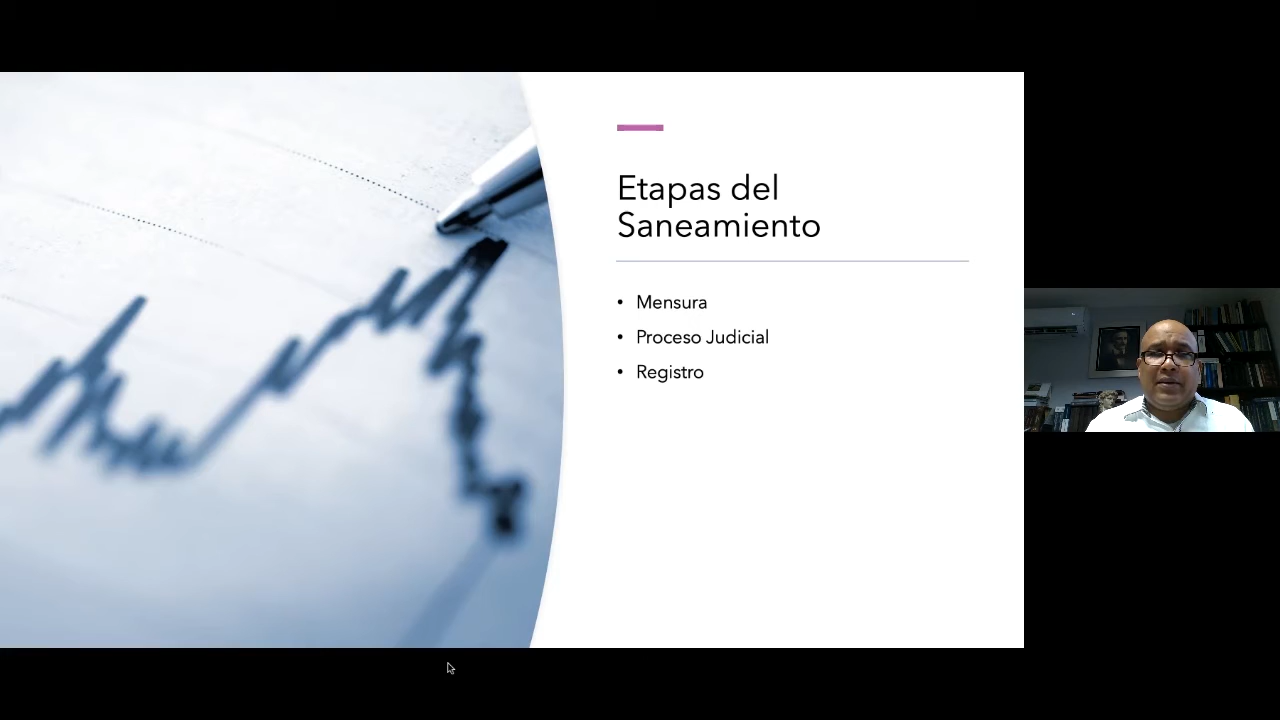 Etapas del
Saneamiento
• Mensura
• Proceso Judicial
• Registro